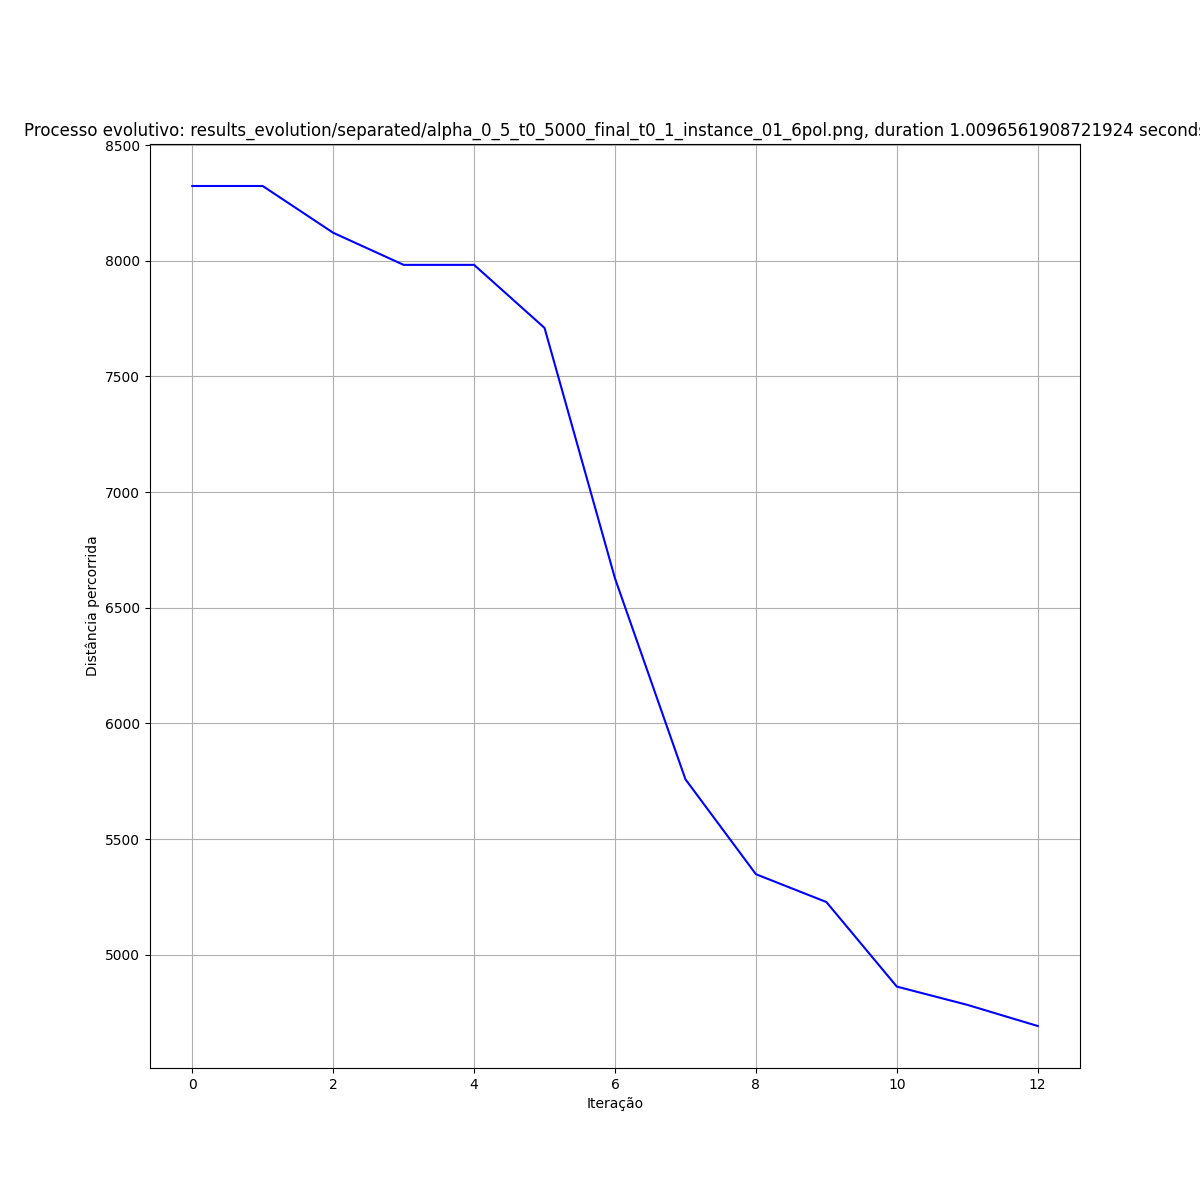 Processo evolutivo: results_evolution/separated/alpha_0_5_t0_5000_final_t0_1_instance_01_6pol.png, duration 1.0096561908721924 seconds
8500
8000
7500
7000
6500
6000
5500
5000
Distância percorrida
0 2 4 6 8 10 12
Iteração